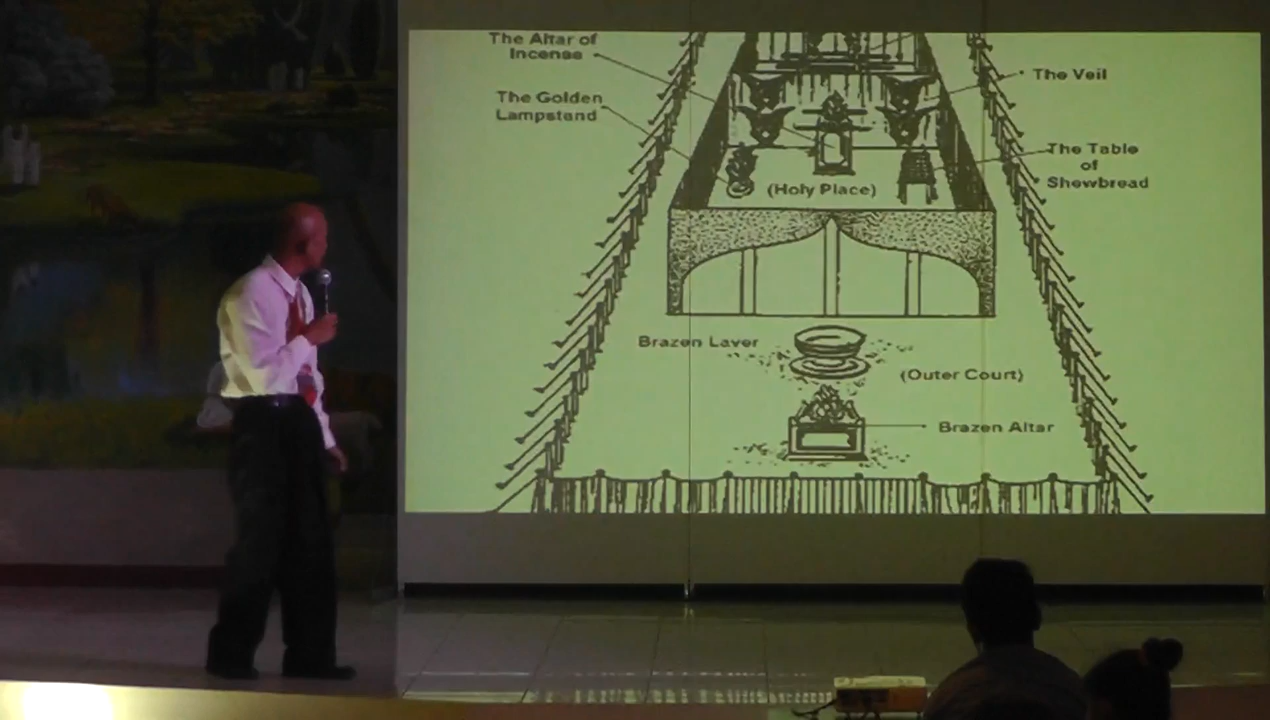 The Altar of
Incense
The Golden
Lampstand
The Veil
The Table
of
Shewbread
(Holy Place)
Brazen Laver
(Outer Court)
Brazen Altar